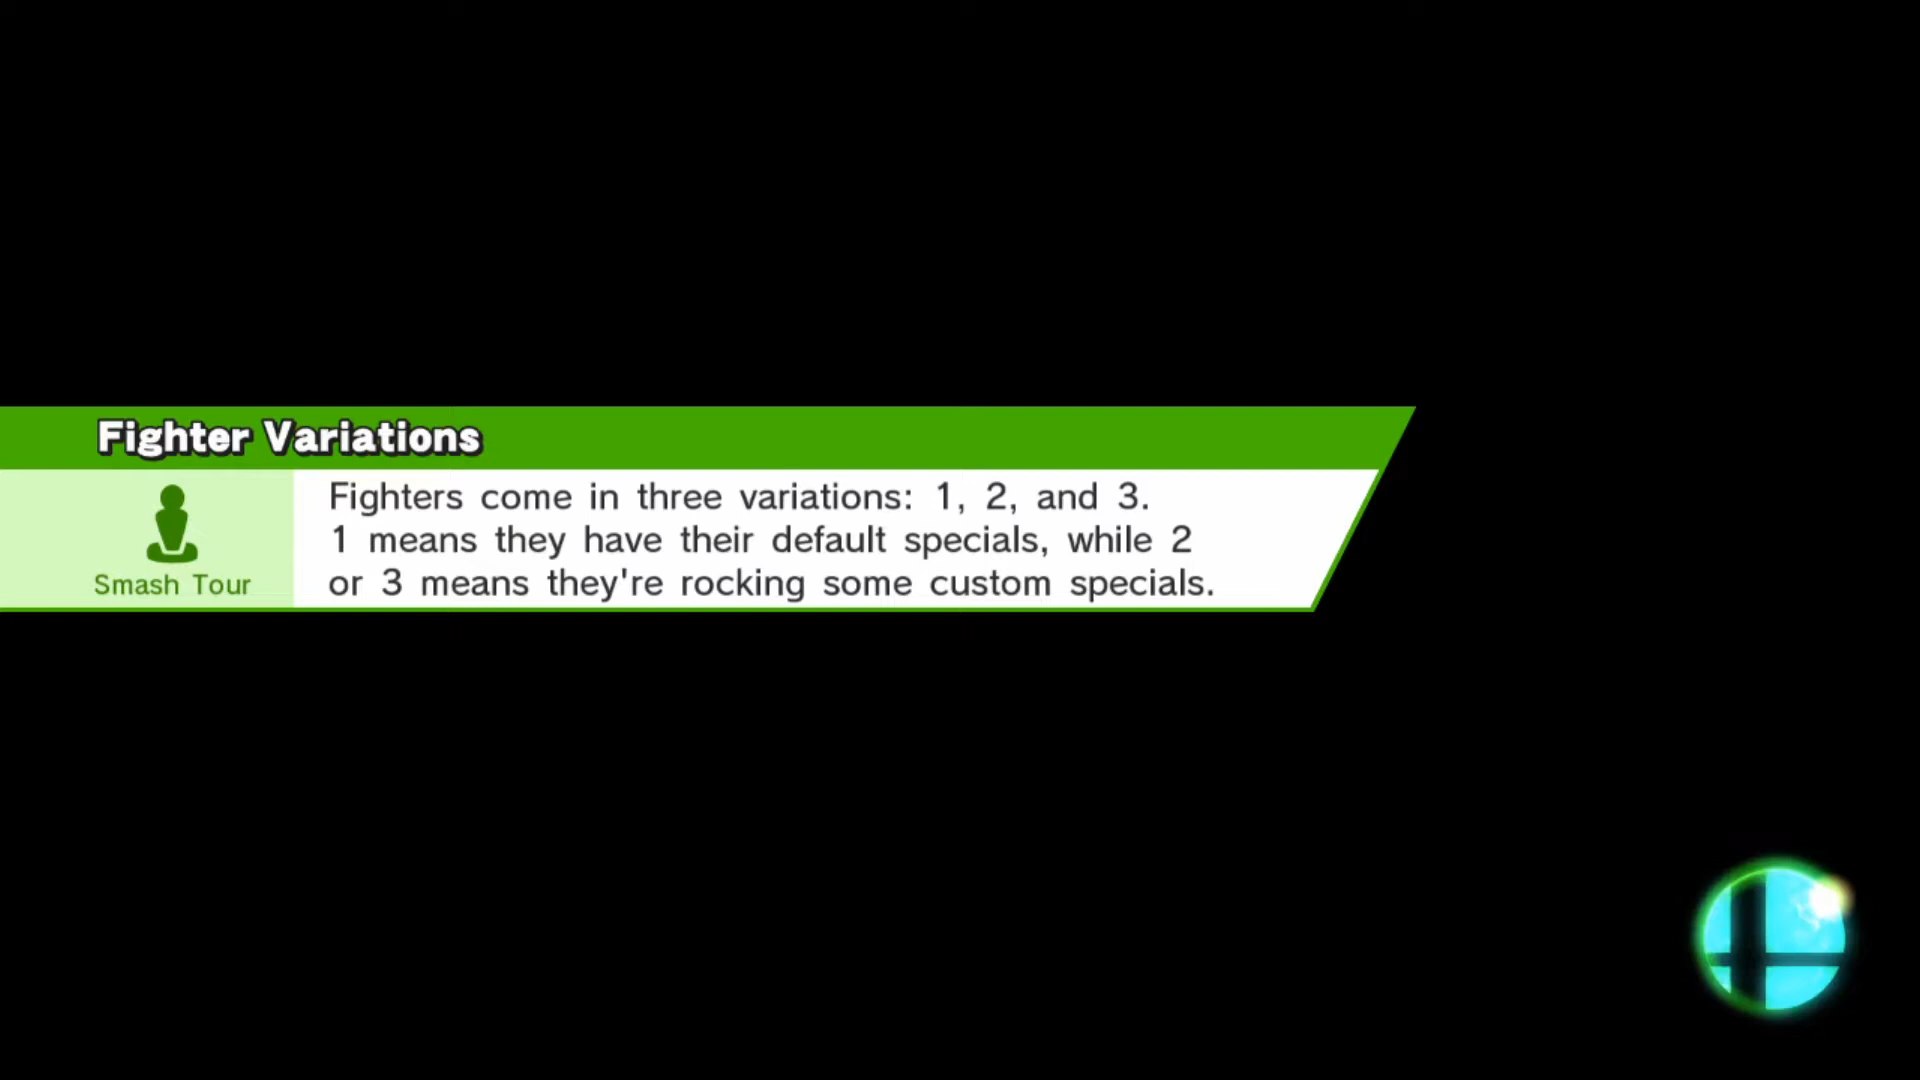 Fighter Variations
Smash Tour
Fighters come in three variations: 1, 2, and 3.
1 means they have their default specials, while 2
or 3 means they're rocking some custom specials.